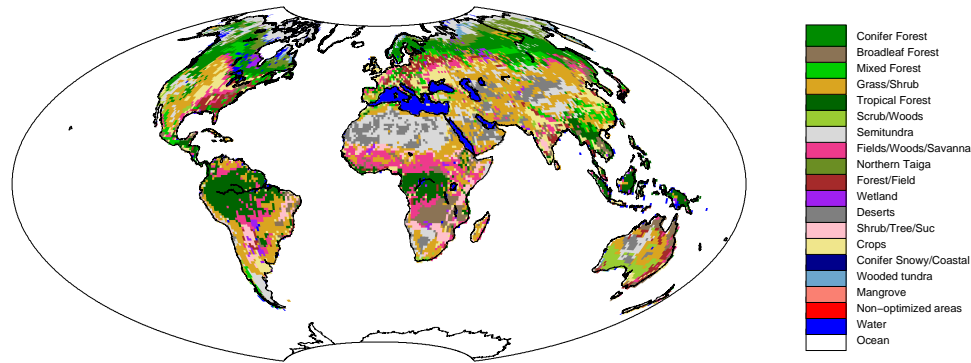 Conifer Forest
Broadleaf Forest
Mixed Forest
Grass/Shrub
Tropical Forest
Scrub/Woods
Semitundra
Fields/Woods/Savanna
Northern Taiga
Forest/Field
Wetland
Deserts
Shrub/Tree/Suc
Crops
Conifer Snowy/Coastal
Wooded tundra
Mangrove
Non−optimized areas
Water
Ocean